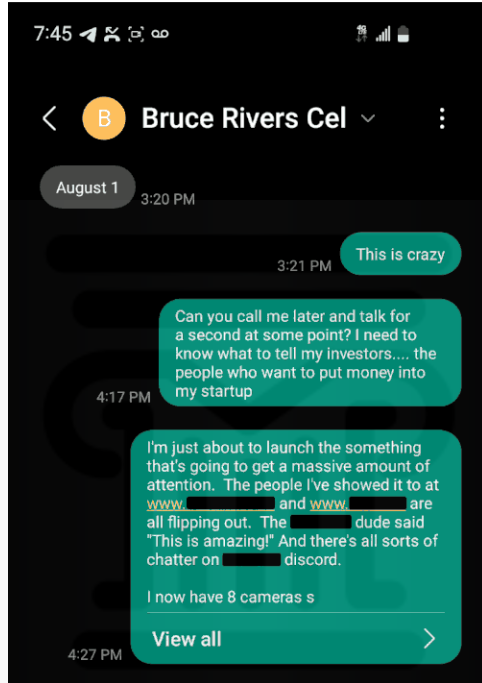 7:45
4G
B Bruce Rivers Cel
August 1
3:20 PM
This is crazy
3:21 PM
Can you call me later and talk for
a second at some point? I need to
know what to tell my investors.... the
people who want to put money into
my startup
4:17 PM
I'm just about to launch the something
that's going to get a massive amount of
attention. The people I've showed it to at
www. and www. are
all flipping out. The dude said
"This is amazing!" And there's all sorts of
chatter on discord.
I now have 8 cameras s
View all
4:27 PM